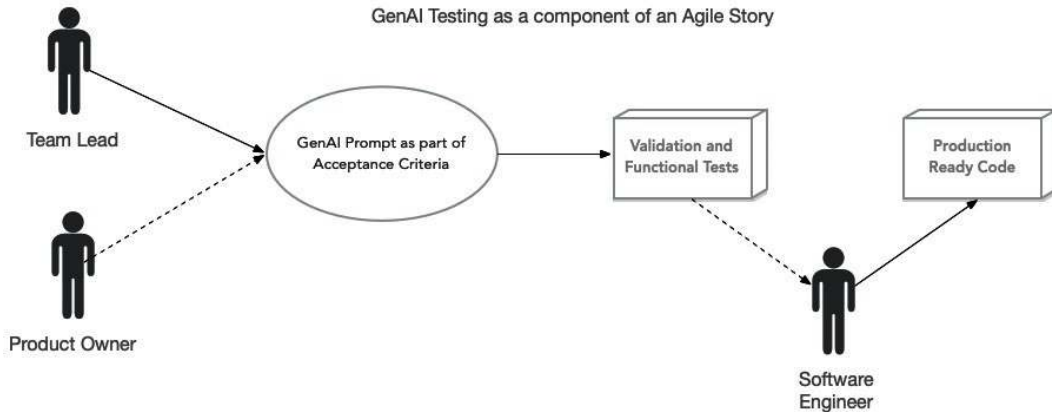 GenAI Testing as a component of an Agile Story
Team Lead
GenAI Prompt as part of
Acceptance Criteria
Validation and
Functional Tests
Production
Ready Code
Product Owner
Software
Engineer